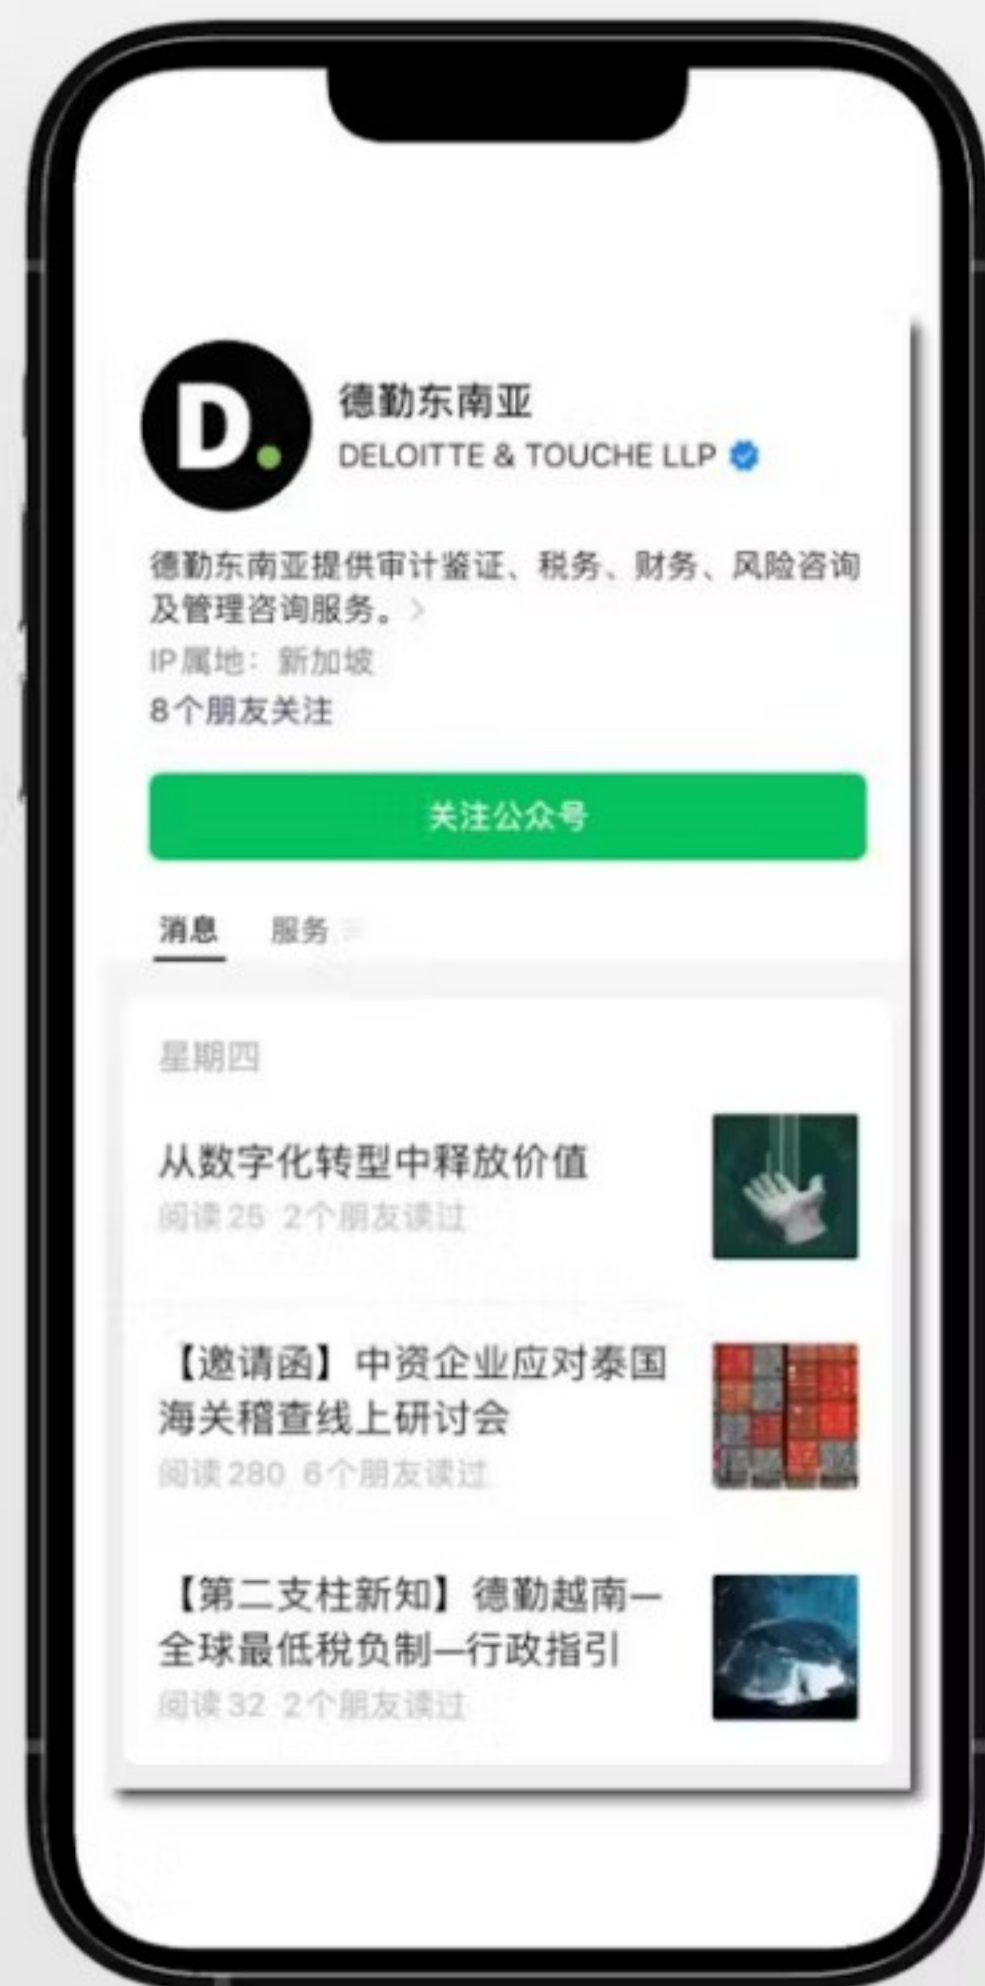 D.
德勤东南亚
DELOITTE & TOUCHE LLP
德勤东南亚提供审计鉴证、税务、财务、风险咨询
及管理咨询服务。
IP属地：新加坡
8个朋友关注
关注公众号
消息 服务
星期四
从数字化转型中释放价值
阅读25 2个朋友读过
【邀请函】中资企业应对泰国
海关稽查线上研讨会
阅读280 6个朋友读过
【第二支柱新知】德勤越南—
全球最低税负制—行政指引
阅读32 2个朋友读过